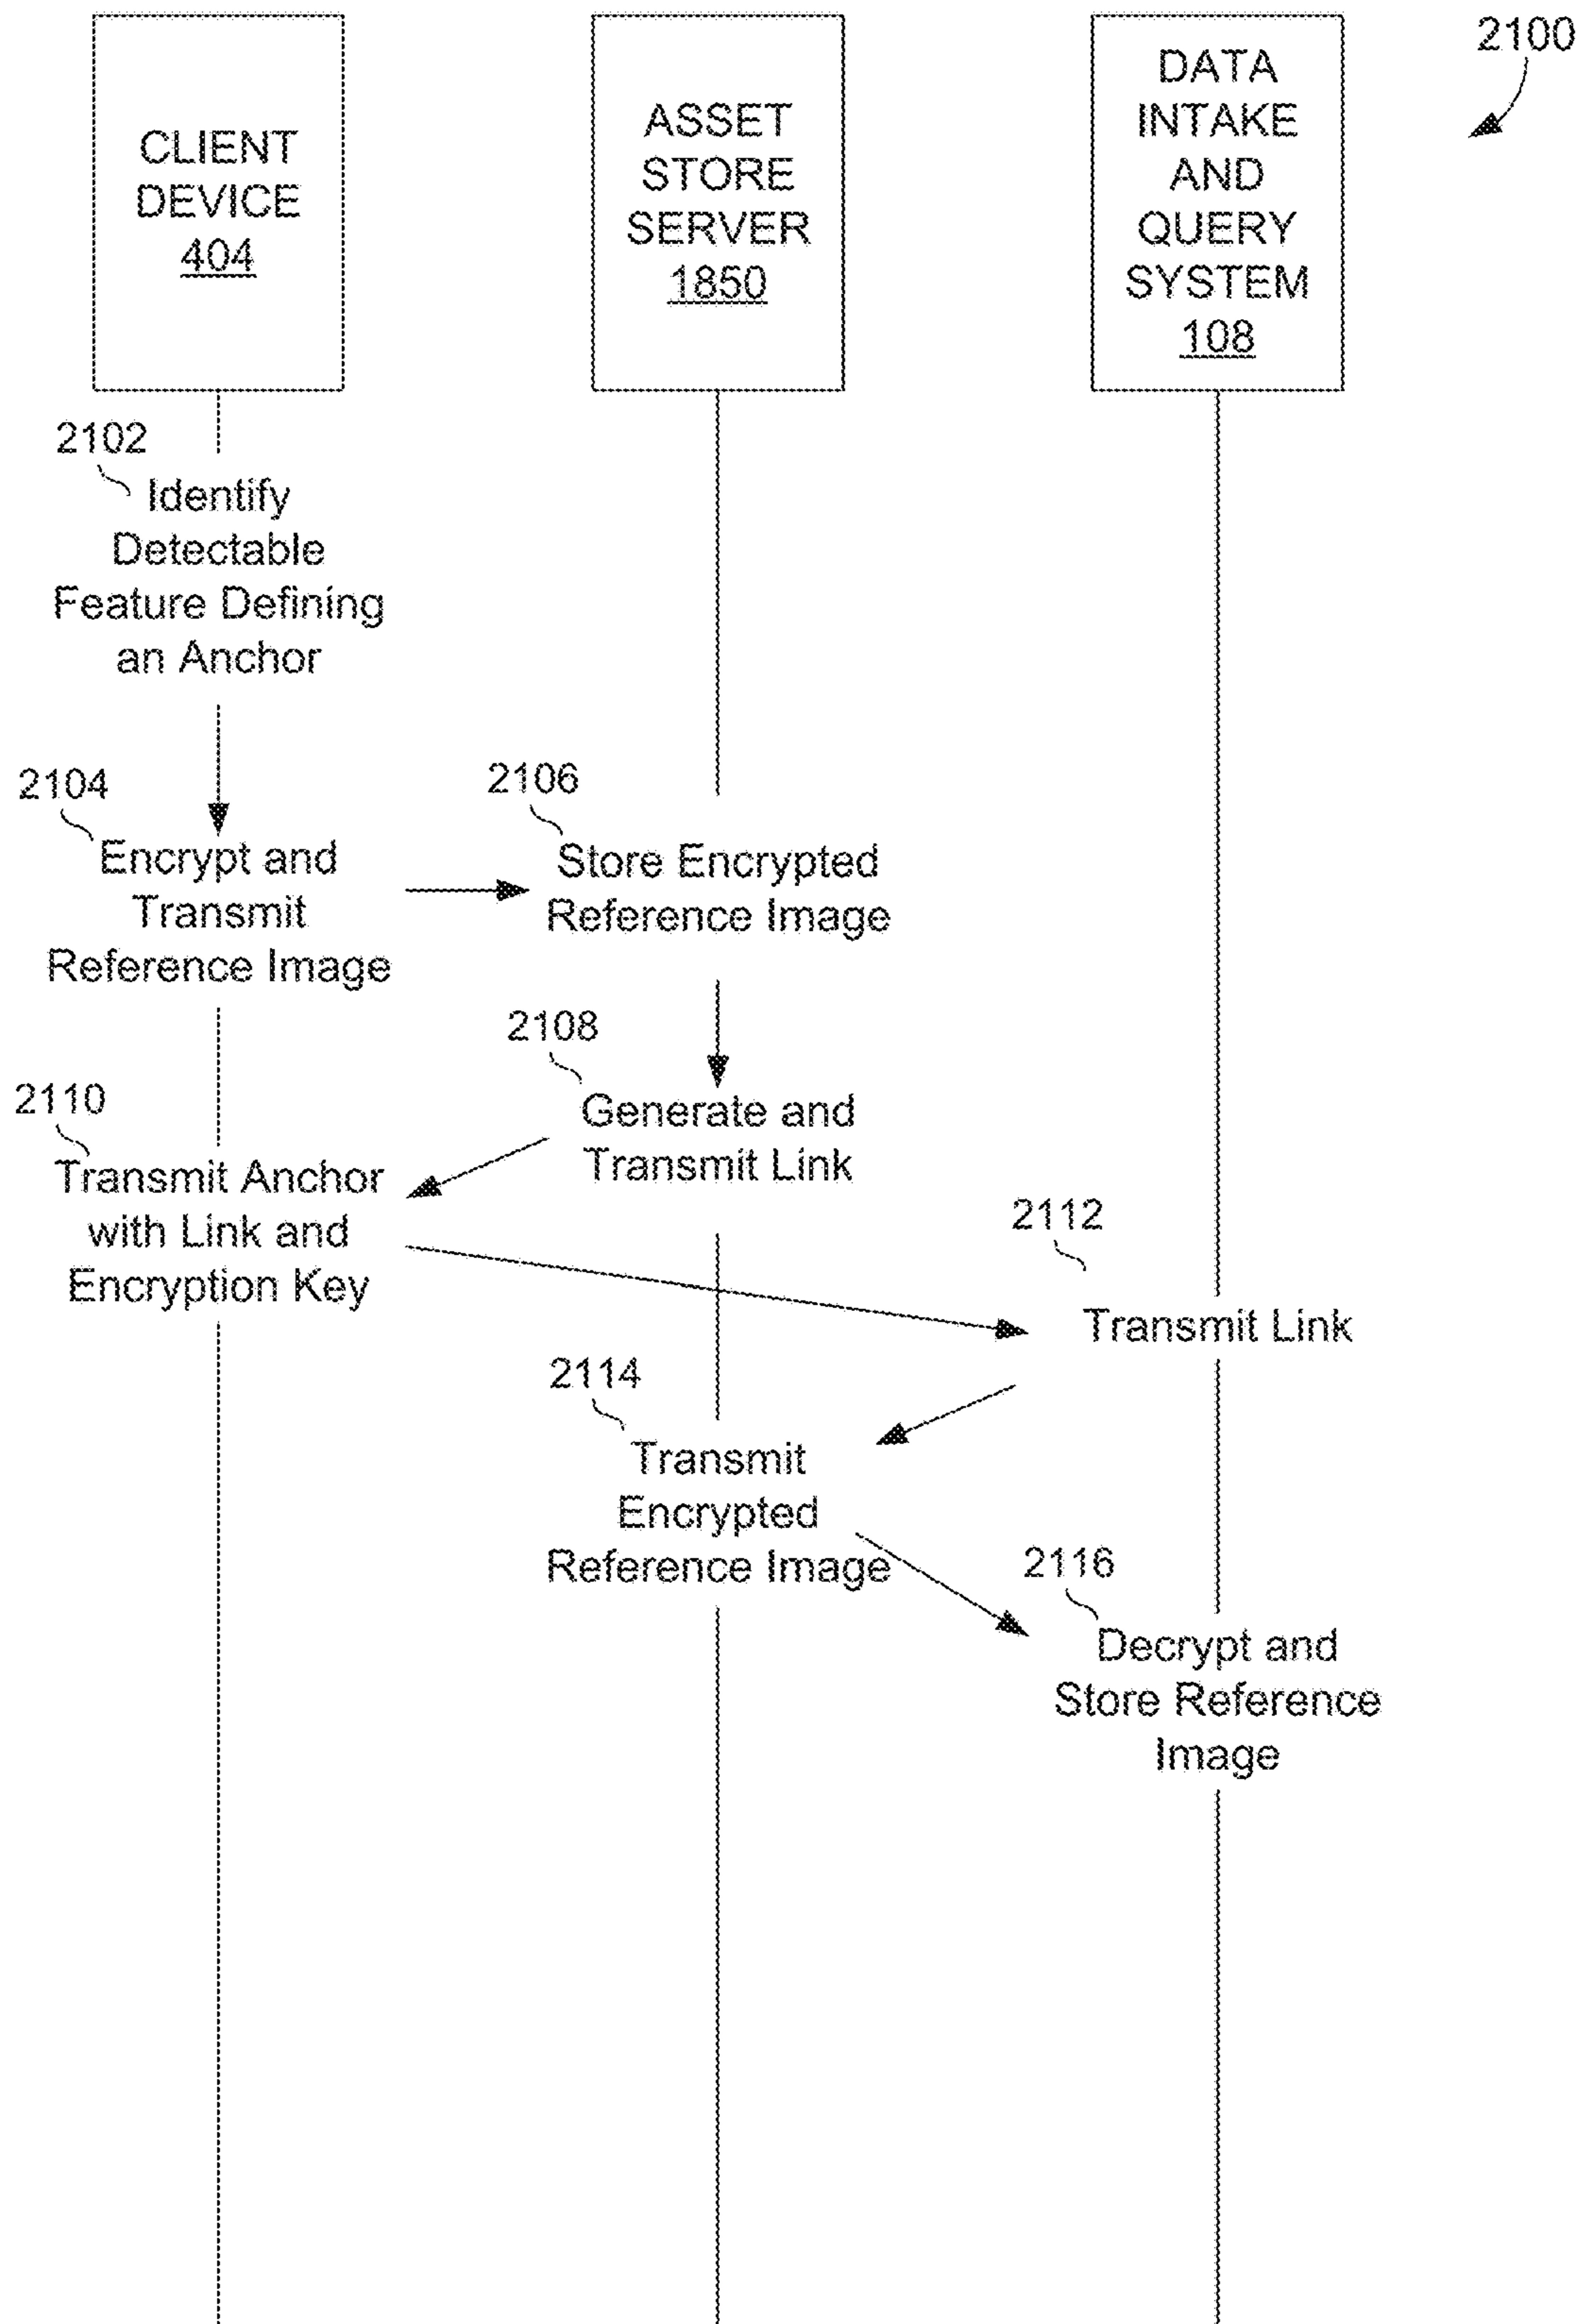 2100
CLIENT
DEVICE
404
ASSET
STORE
SERVER
1850
DATA
INTAKE
AND
QUERY
SYSTEM
108
2102
Identify
Detectable
Feature Defining
an Anchor
2104
Encrypt and
Transmit
Reference Image
2106
Store Encrypted
Reference Image
2108
Generate and
Transmit Link
2110
Transmit Anchor
with Link and
Encryption Key
2112
Transmit Link
2114
Transmit
Encrypted
Reference Image
2116
Decrypt and
Store Reference
Image